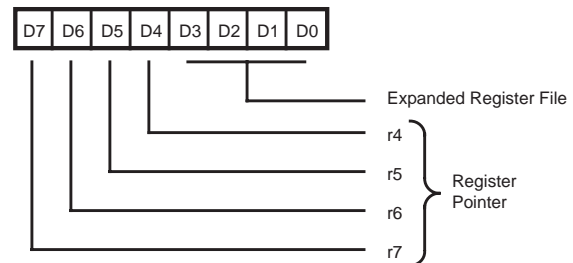 D7 D6 D5 D4 D3 D2 D1 D0
Expanded Register File
r4
r5
r6
r7
Register
Pointer